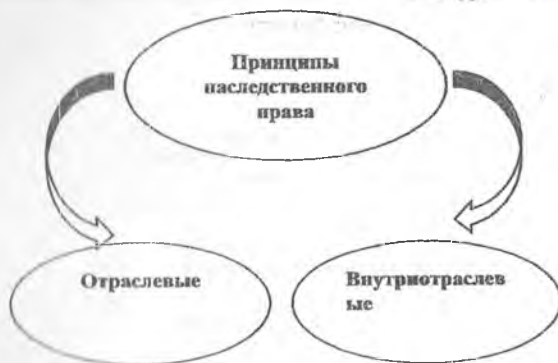 Принципы
наследственного
права
Отраслевые
Внутриотраслев
ые